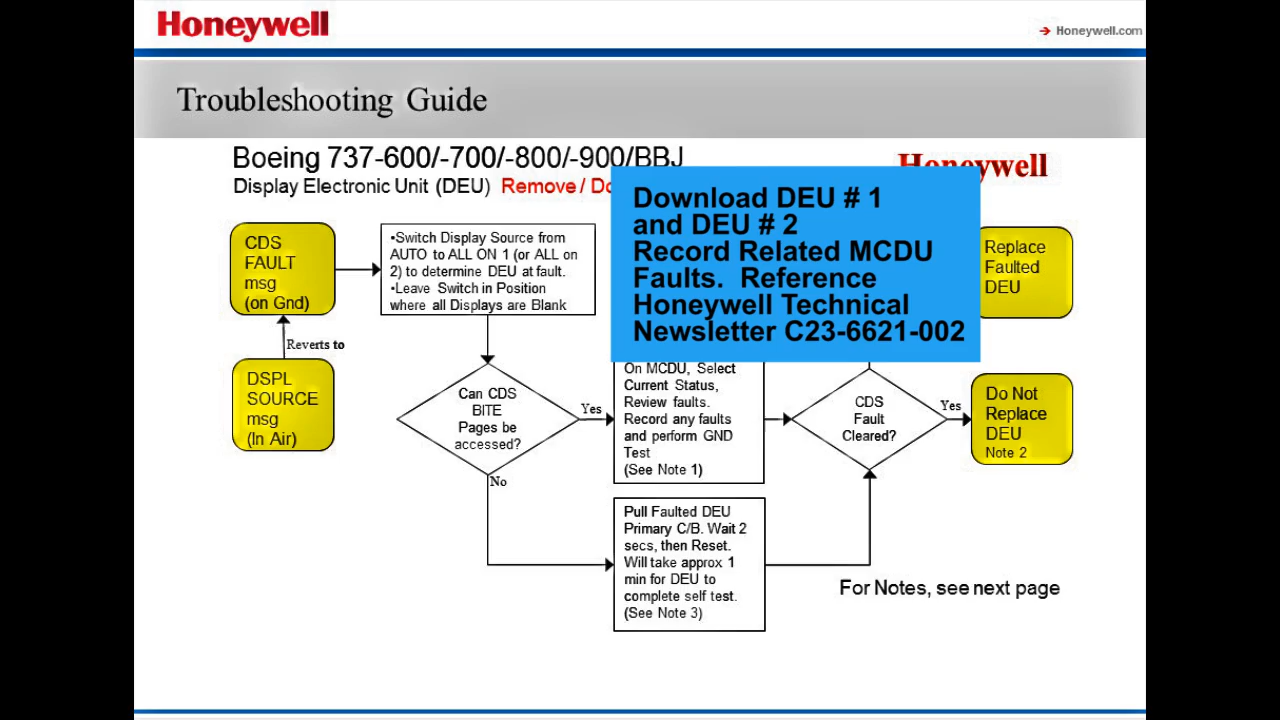 Honeywell
Honeywell.com
Troubleshooting Guide
Boeing 737-600/-700/-800/-900/BBJ
Honeywell
Display Electronic Unit (DEU) Remove / Do
Download DEU # 1
and DEU # 2
Record Related MCDU
Faults. Reference
Honeywell Technical
Newsletter C23-6621-002
CDS
FAULT
msg
(on Gnd)
•Switch Display Source from
AUTO to ALL ON 1 (or ALL on
2) to determine DEU at fault.
•Leave Switch in Position
where all Displays are Blank
Replace
Faulted
DEU
Reverts to
DSPL
SOURCE
msg
(In Air)
Can CDS
BITE
Pages be
accessed?
Yes
No
On MCDU, Select
Current Status,
Review faults.
Record any faults
and perform GND
Test
(See Note 1)
CDS
Fault
Cleared?
Yes
Do Not
Replace
DEU
Note 2
Pull Faulted DEU
Primary C/B. Wait 2
secs, then Reset.
Will take approx 1
min for DEU to
complete self test.
(See Note 3)
For Notes, see next page